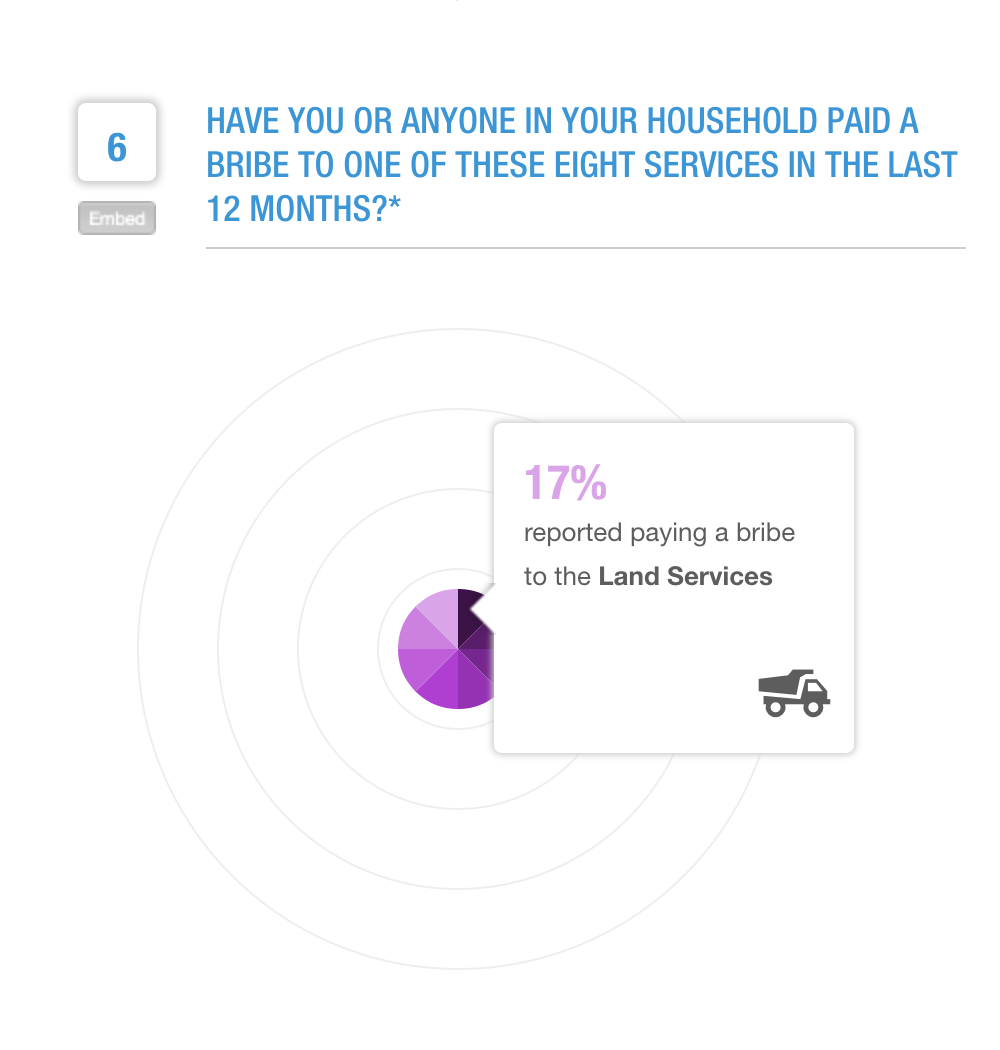 6
Embed
HAVE YOU OR ANYONE IN YOUR HOUSEHOLD PAID A
BRIBE TO ONE OF THESE EIGHT SERVICES IN THE LAST
12 MONTHS?*
17%
reported paying a bribe
to the Land Services